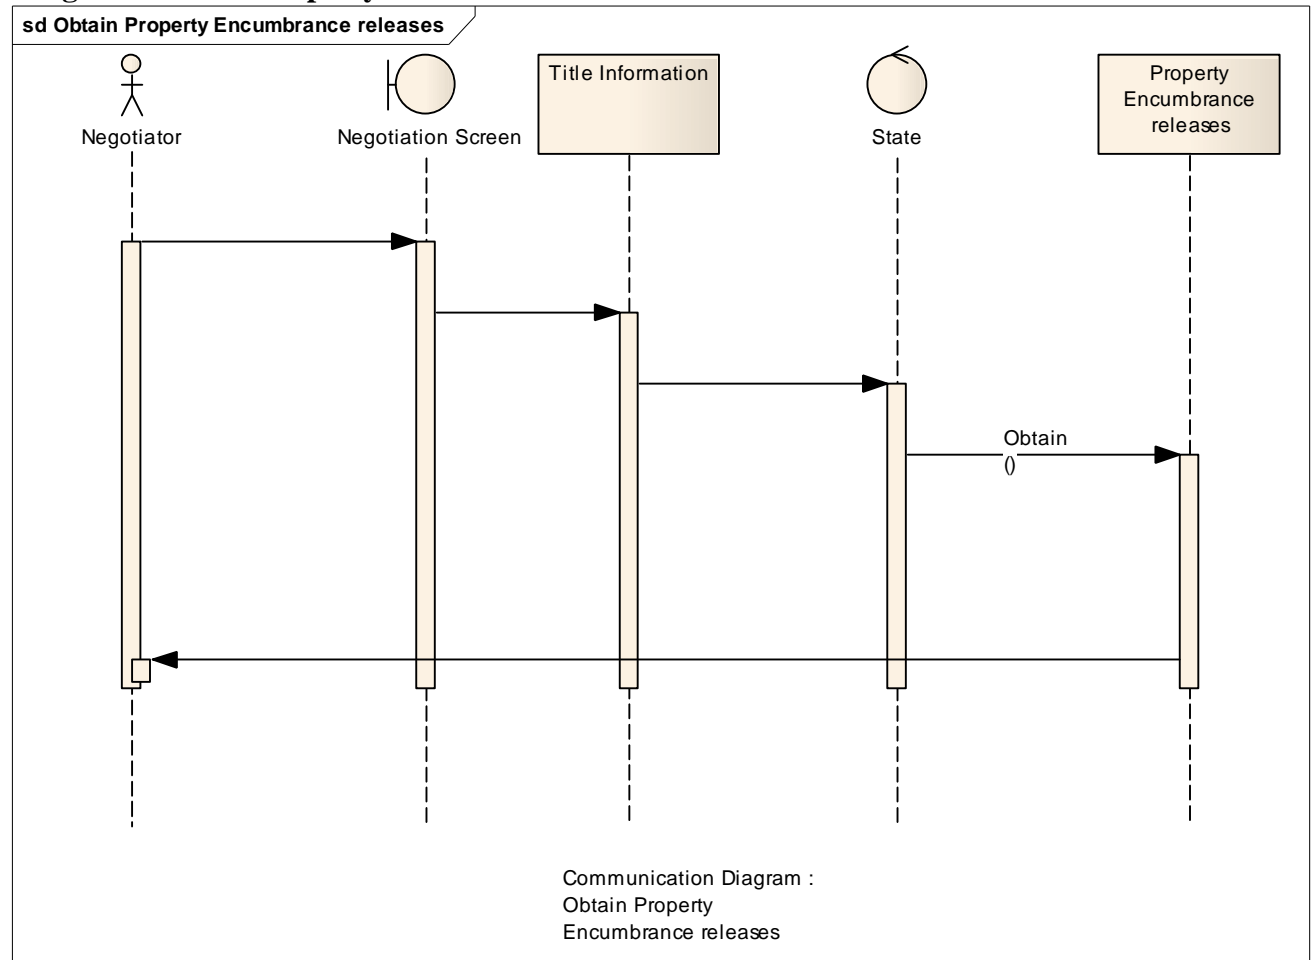 sd Obtain Property Encumbrance releases
Negotiator
Negotiation Screen
Title Information
State
Property
Encumbrance
releases
Obtain
()
Communication Diagram :
Obtain Property
Encumbrance releases